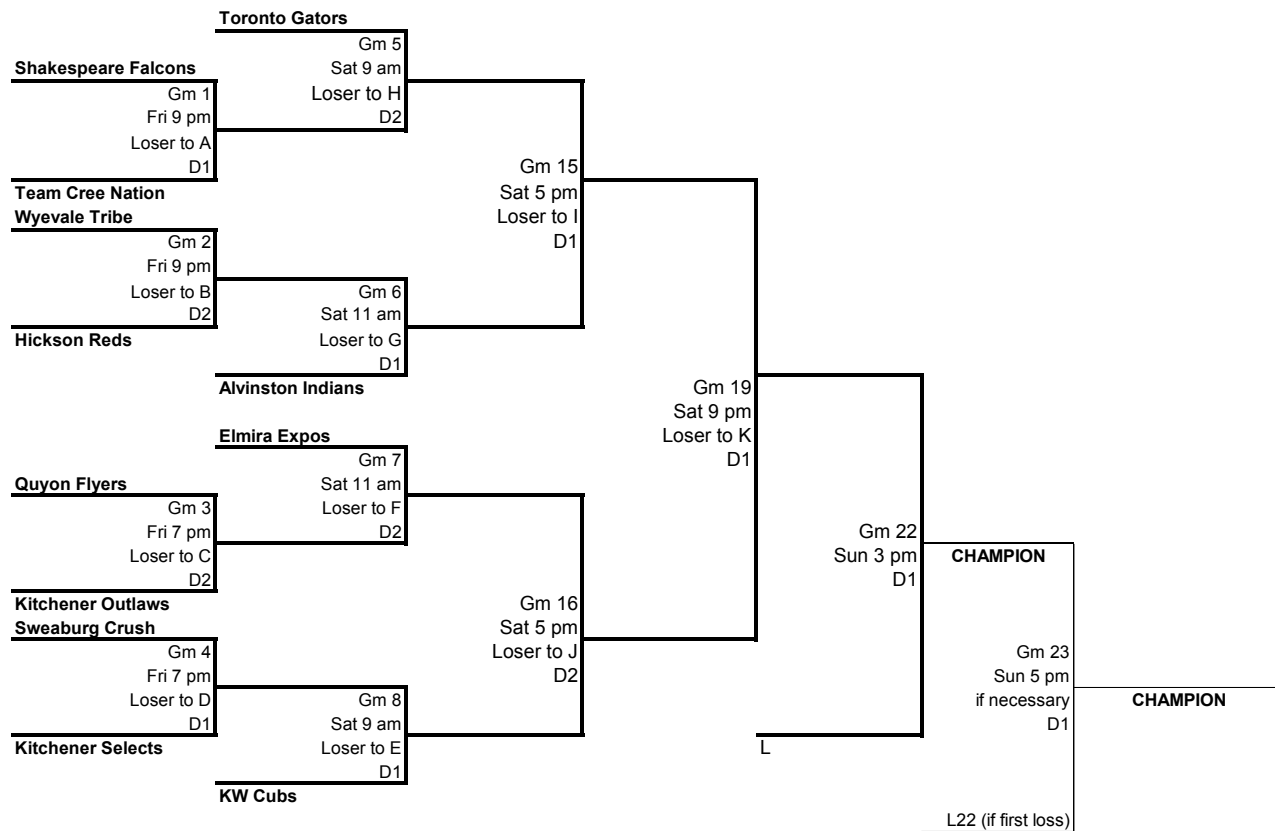 Toronto Gators
Gm 5
Sat 9 am
Loser to H
D2
Shakespeare Falcons
Gm 1
Fri 9 pm
Loser to A
D1
Team Cree Nation
Wyevale Tribe
Gm 2
Fri 9 pm
Loser to B
D2
Hickson Reds
Gm 6
Sat 11 am
Loser to G
D1
Alvinston Indians
Gm 15
Sat 5 pm
Loser to I
D1
Elmira Expos
Gm 7
Sat 11 am
Loser to F
D2
Quyon Flyers
Gm 3
Fri 7 pm
Loser to C
D2
Kitchener Outlaws
Sweaburg Crush
Gm 4
Fri 7 pm
Loser to D
D1
Kitchener Selects
Gm 8
Sat 9 am
Loser to E
D1
KW Cubs
Gm 16
Sat 5 pm
Loser to J
D2
Gm 19
Sat 9 pm
Loser to K
D1
Gm 22
Sun 3 pm
D1
L
CHAMPION
Gm 23
Sun 5 pm
if necessary
D1
L22 (if first loss)
CHAMPION